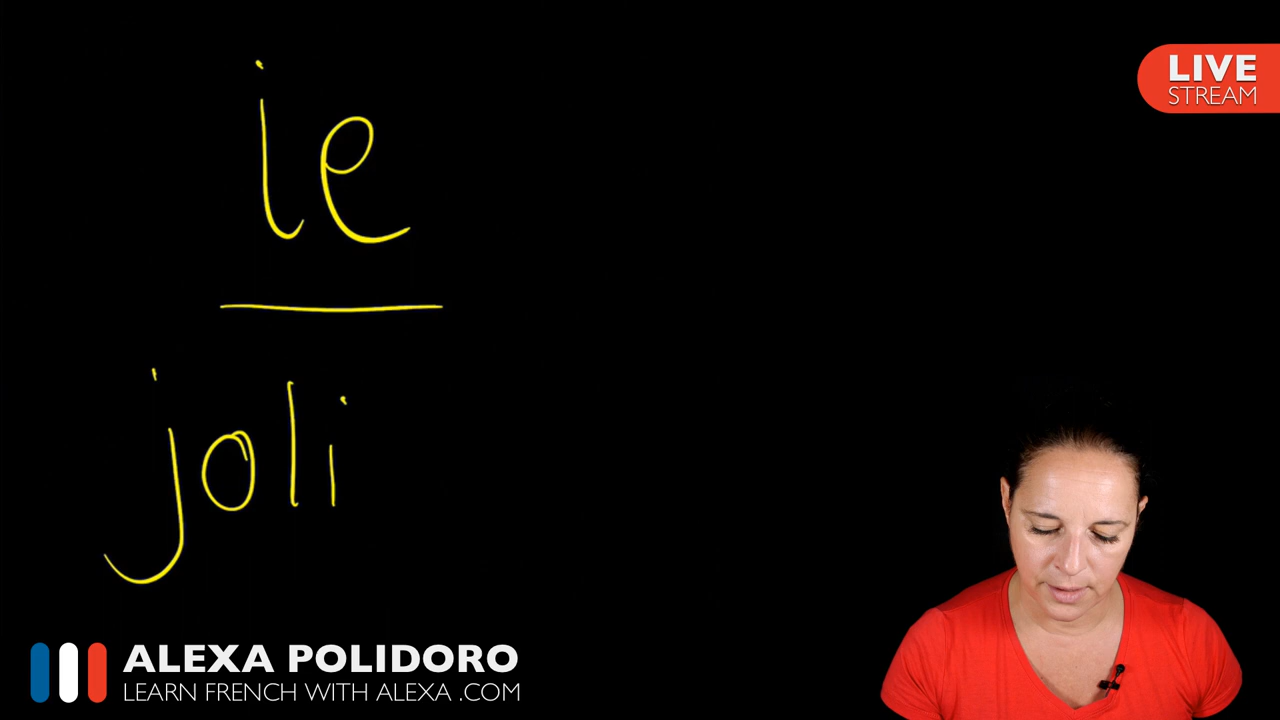 ie
joli
LIVE
STREAM
ALEXA POLIDORO
LEARN FRENCH WITH ALEXA .COM